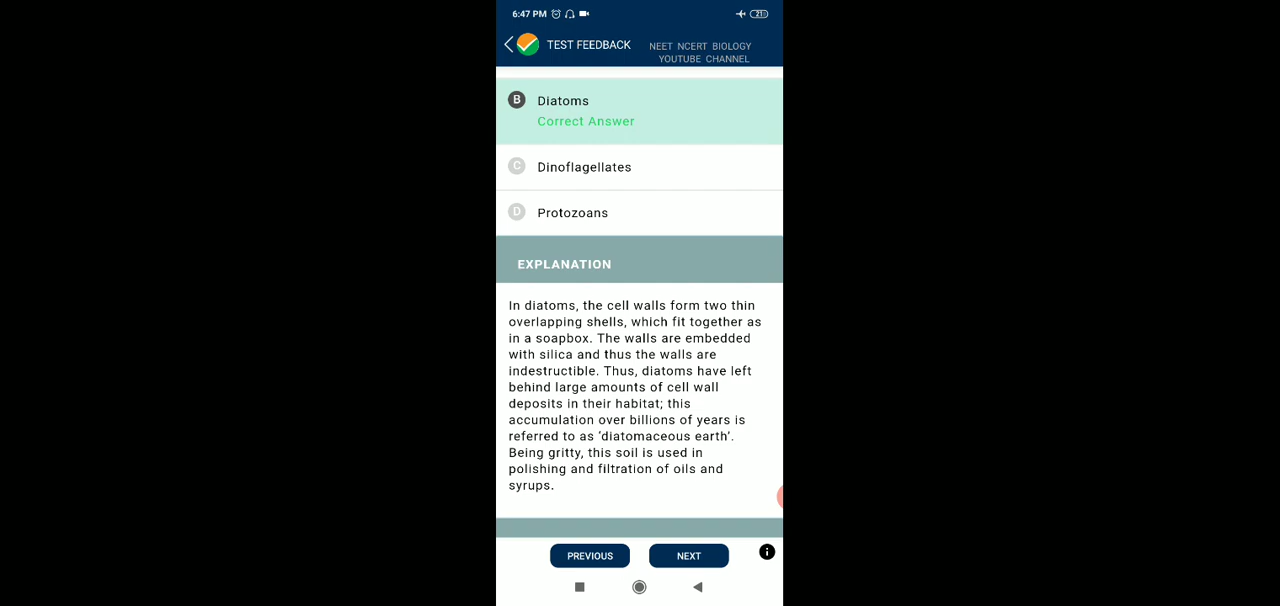 6:47 PM 21
TEST FEEDBACK NEET NCERT BIOLOGY
YOUTUBE CHANNEL
B Diatoms
Correct Answer
C Dinoflagellates
D Protozoans
EXPLANATION
In diatoms, the cell walls form two thin
overlapping shells, which fit together as
in a soapbox. The walls are embedded
with silica and thus the walls are
indestructible. Thus, diatoms have left
behind large amounts of cell wall
deposits in their habitat; this
accumulation over billions of years is
referred to as ‘diatomaceous earth’.
Being gritty, this soil is used in
polishing and filtration of oils and
syrups.
PREVIOUS NEXT i